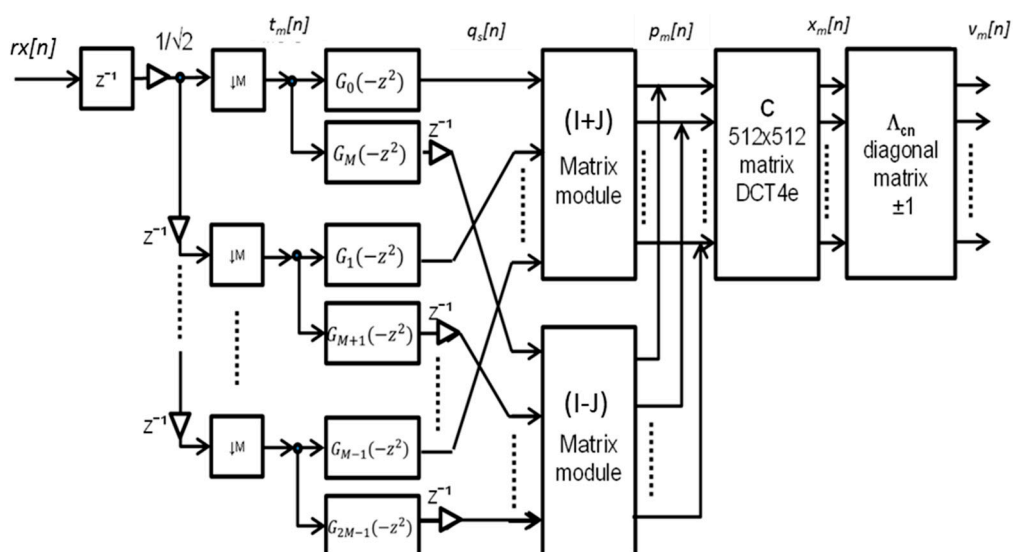 rx[n]
1/√2
t_m[n]
q_s[n]
p_m[n]
x_m[n]
v_m[n]
Z⁻¹
↓M
G₀(−z²)
Z⁻¹
G_M(−z²)
(I+J)
Matrix
module
C
512x512
matrix
DCT4e
Λ_cn
diagonal
matrix
±1
Z⁻¹
↓M
G₁(−z²)
Z⁻¹
G_{M+1}(−z²)
(I-J)
Matrix
module
Z⁻¹
↓M
G_{M−1}(−z²)
Z⁻¹
G_{2M−1}(−z²)